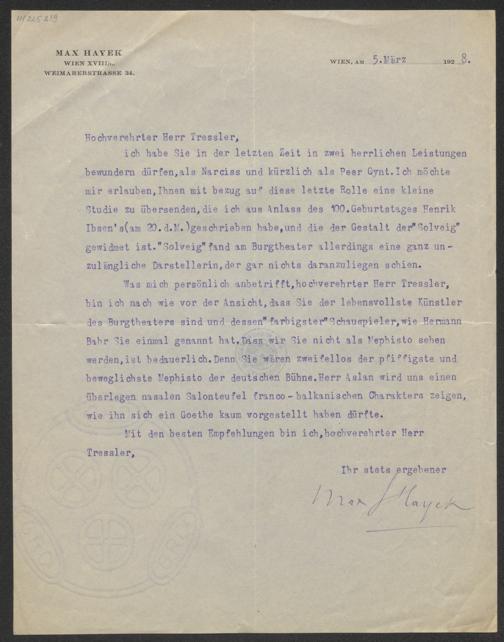 MAX HAYEK
WIEN XVIII/1.,
WEIMARERSTRASSE 34.
WIEN, AM 5.März 1928.
Hochverehrter Herr Tressler,
ich habe Sie in der letzten Zeit in zwei herrlichen Leistungen
bewundern dürfen,als Narciss und kürzlich als Peer Gynt.Ich möchte
mir erlauben,Ihnen mit bezug auf diese letzte Rolle eine kleine
Studie zu übersenden,die ich aus Anlass des 100.Geburtstages Henrik
Ibsen's(am 20.d.M.)geschrieben habe,und die der Gestalt der"Solveig"
gewidmet ist."Solveig"fand am Burgtheater allerdings eine ganz un-
zulängliche Darstellerin,der gar nichts daranzuliegen schien.
Was mich persönlich anbetrifft,hochverehrter Herr Tressler,
bin ich nach wie vor der Ansicht,dass Sie der lebensvollste Künstler
des Burgtheaters sind und dessen"farbigster"Schauspieler,wie Hermann
Bahr Sie einmal genannt hat.Dass wir Sie nicht als Mephisto sehen
werden,ist bedauerlich.Denn Sie wären zweifellos der pfiffigste und
beweglichste Mephisto der deutschen Bühne.Herr Aslan wird uns einen
überlegen nasalen Salonteufel franco-balkanischen Charakters zeigen,
wie ihn sich ein Goethe kaum vorgestellt haben dürfte.
Mit den besten Empfehlungen bin ich,hochverehrter Herr
Tressler,
Ihr stets ergebener
Max Hayek